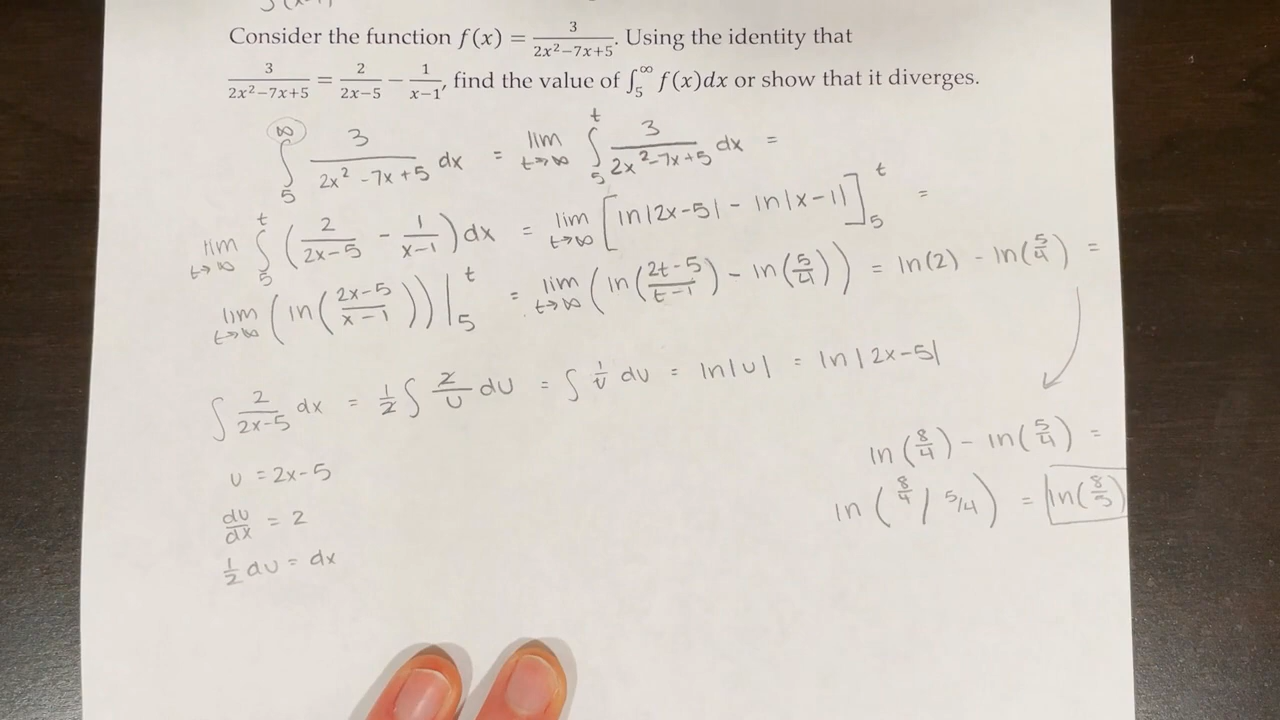 Consider the function f(x) = 3/(2x²−7x+5). Using the identity that
3/(2x²−7x+5) = 2/(2x−5) − 1/(x−1), find the value of ∫₅^∞ f(x)dx or show that it diverges.
∫₅^∞ 3/(2x² -7x+5) dx = lim t→∞ ∫₅^t 3/(2x²-7x+5) dx =
lim t→∞ ∫₅^t (2/(2x-5) - 1/(x-1)) dx = lim t→∞ [ln|2x-5| - ln|x-1|]₅^t =
lim t→∞ (ln((2x-5)/(x-1)))|₅^t = lim t→∞ (ln((2t-5)/(t-1)) - ln(5/4)) = ln(2) - ln(5/4) =
∫ 2/(2x-5) dx = 1/2 ∫ 2/u du = ∫ 1/u du = ln|u| = ln|2x-5|
ln(8/4) - ln(5/4) =
u = 2x-5
ln(8/4 / 5/4) = ln(8/5)
du/dx = 2
1/2 du = dx